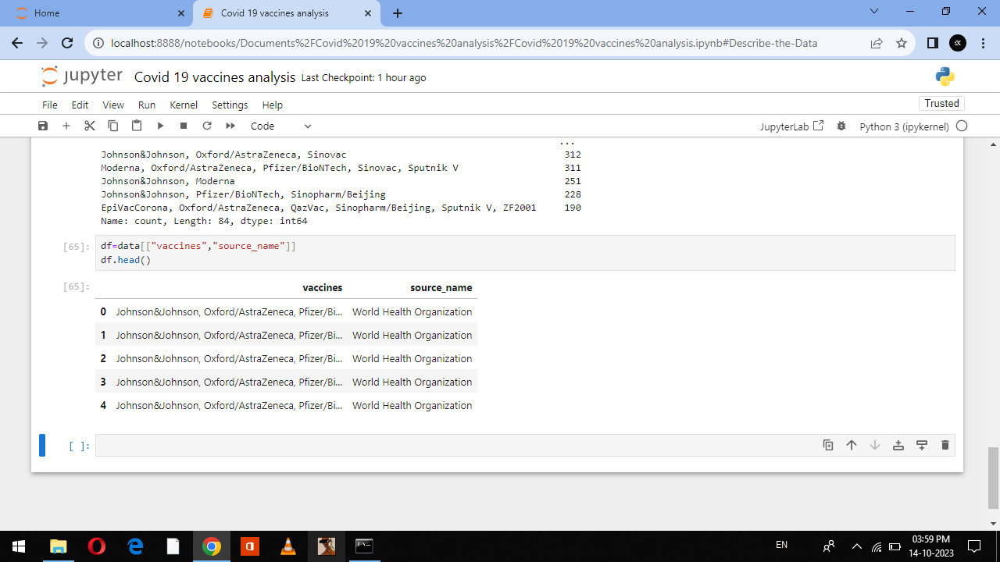 Home
Covid 19 vaccines analysis
localhost:8888/notebooks/Documents%2FCovid%2019%20vaccines%20analysis%2FCovid%2019%20vaccines%20analysis.ipynb#Describe-the-Data
jupyter Covid 19 vaccines analysis Last Checkpoint: 1 hour ago
File Edit View Run Kernel Settings Help Trusted
Code JupyterLab Python 3 (ipykernel)
...
Johnson&Johnson, Oxford/AstraZeneca, Sinovac 312
Moderna, Oxford/AstraZeneca, Pfizer/BioNTech, Sinovac, Sputnik V 311
Johnson&Johnson, Moderna 251
Johnson&Johnson, Pfizer/BioNTech, Sinopharm/Beijing 228
EpiVacCorona, Oxford/AstraZeneca, QazVac, Sinopharm/Beijing, Sputnik V, ZF2001 190
Name: count, Length: 84, dtype: int64
[65]: df=data[["vaccines","source_name"]]
df.head()
[65]: vaccines source_name
0 Johnson&Johnson, Oxford/AstraZeneca, Pfizer/Bi... World Health Organization
1 Johnson&Johnson, Oxford/AstraZeneca, Pfizer/Bi... World Health Organization
2 Johnson&Johnson, Oxford/AstraZeneca, Pfizer/Bi... World Health Organization
3 Johnson&Johnson, Oxford/AstraZeneca, Pfizer/Bi... World Health Organization
4 Johnson&Johnson, Oxford/AstraZeneca, Pfizer/Bi... World Health Organization
[ ]:
EN
03:59 PM
14-10-2023